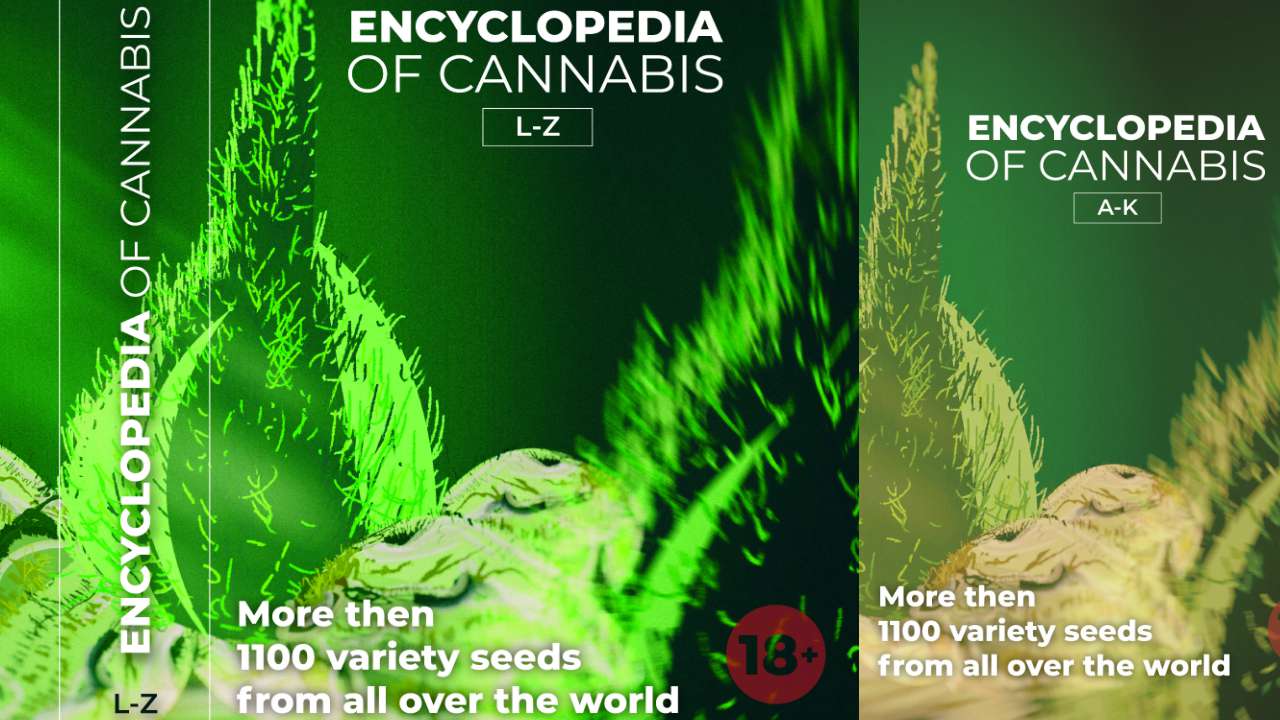 ENCYCLOPEDIA OF CANNABIS
L-Z
ENCYCLOPEDIA
OF CANNABIS
L-Z
More then
1100 variety seeds
from all over the world
18+
ENCYCLOPEDIA
OF CANNABIS
A-K
More then
1100 variety seeds
from all over the world